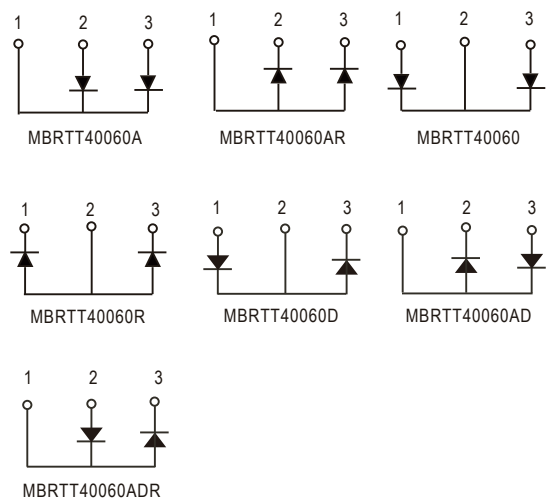 1 2 3
1 2 3
1 2 3
MBRTT40060A
MBRTT40060AR
MBRTT40060
1 2 3
1 2 3
1 2 3
MBRTT40060R
MBRTT40060D
MBRTT40060AD
1 2 3
MBRTT40060ADR